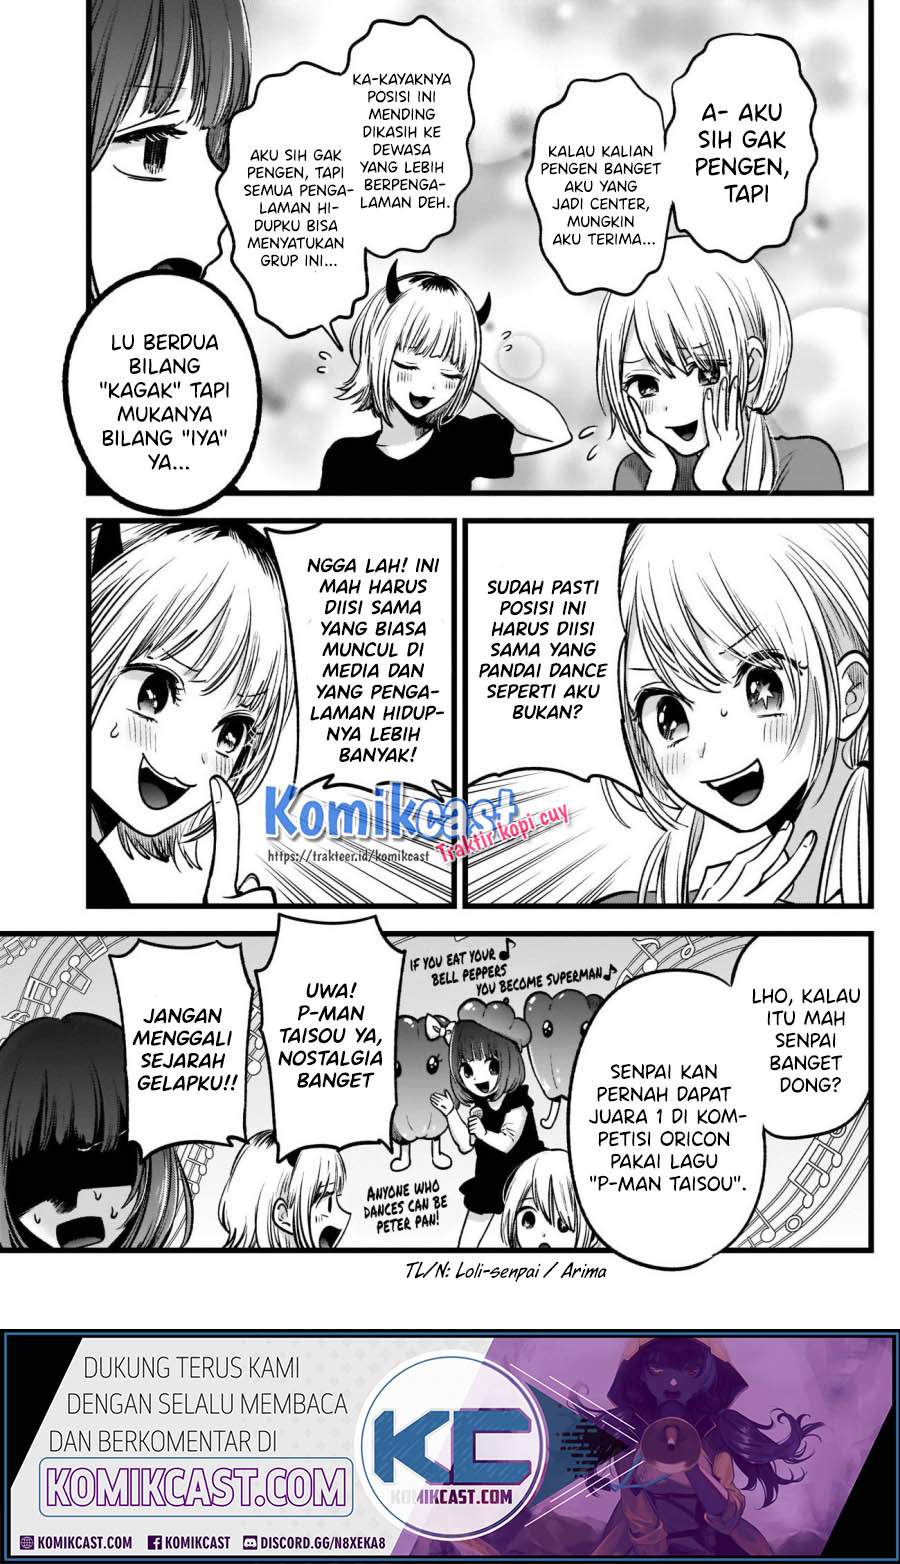 A- AKU
SIH GAK
PENGEN,
TAPI
KALAU KALIAN
PENGEN BANGET
AKU YANG
JADI CENTER,
MUNGKIN
AKU TERIMA...
KA-KAYAKNYA
POSISI INI
MENDING
DIKASIH KE
DEWASA
YANG LEBIH
BERPENGA-
LAMAN DEH.
AKU SIH GAK
PENGEN, TAPI
SEMUA PENGA-
LAMAN HI-
DUPKU BISA
MENYATUKAN
GRUP INI...
LU BERDUA
BILANG
"KAGAK" TAPI
MUKANYA
BILANG "IYA"
YA...
SUDAH PASTI
POSISI INI
HARUS DIISI
SAMA YANG
PANDAI DANCE
SEPERTI AKU
BUKAN?
NGGA LAH! INI
MAH HARUS
DIISI SAMA
YANG BIASA
MUNCUL DI
MEDIA DAN
YANG PENGA-
LAMAN HIDUP-
NYA LEBIH
BANYAK!
Komikcast
Traktir kopi cuy
https://trakteer.id/komikcast
LHO, KALAU
ITU MAH
SENPAI
BANGET
DONG?
SENPAI KAN
PERNAH DAPAT
JUARA 1 DI KOM-
PETISI ORICON
PAKAI LAGU
"P-MAN TAISOU".
IF YOU EAT YOUR♪
BELL PEPPERS
YOU BECOME SUPERMAN♪
ANYONE WHO
DANCES CAN BE
PETER PAN!
UWA!
P-MAN
TAISOU YA,
NOSTALGIA
BANGET
JANGAN
MENGGALI
SEJARAH
GELAPKU!!
TL/N: Loli-senpai / Arima
DUKUNG TERUS KAMI
DENGAN SELALU MEMBACA
DAN BERKOMENTAR DI
KOMIKCAST.COM
KOMIKCAST.COM KOMIKCAST DISCORD.GG/N8XEKA8
KC
KOMIKCAST.COM